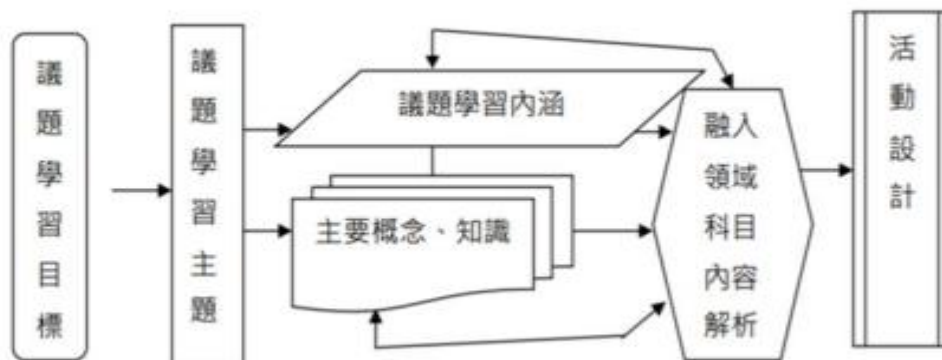 議題學習目標
議題學習主題
議題學習內涵
主要概念、知識
融入
領域
科目
內容
解析
活動設計